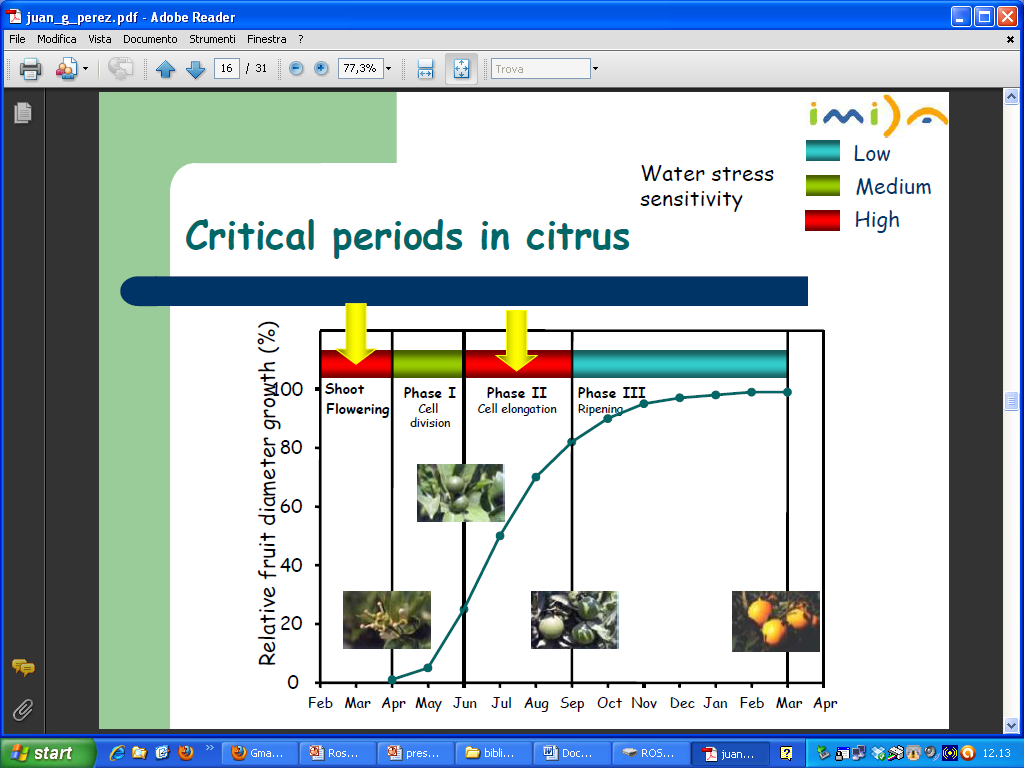 juan_g_perez.pdf - Adobe Reader
File Modifica Vista Documento Strumenti Finestra ?
16 / 31 77,3% Trova
imida
Water stress
sensitivity
Low
Medium
High
Critical periods in citrus
Relative fruit diameter growth (%)
100
80
60
40
20
0
Shoot
Flowering
Phase I
Cell
division
Phase II
Cell elongation
Phase III
Ripening
Feb Mar Apr May Jun Jul Aug Sep Oct Nov Dec Jan Feb Mar Apr
start Gma... Ros... pres... bibli... Doc... ROS... juan... 12.13